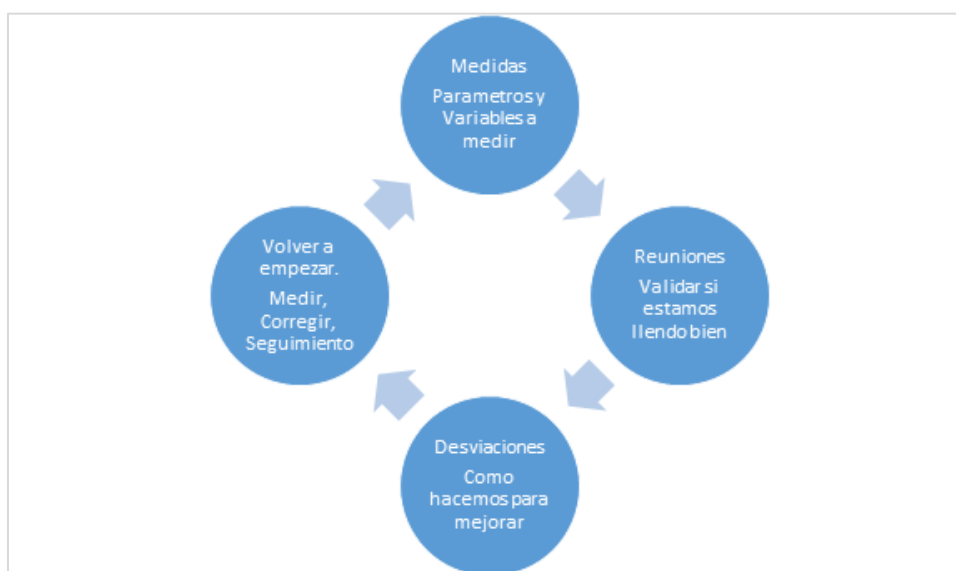 Medidas
Parametros y
Variables a
medir
Reuniones
Validar si
estamos
llendo bien
Desviaciones
Como
hacemos para
mejorar
Volver a
empezar.
Medir,
Corregir,
Seguimiento